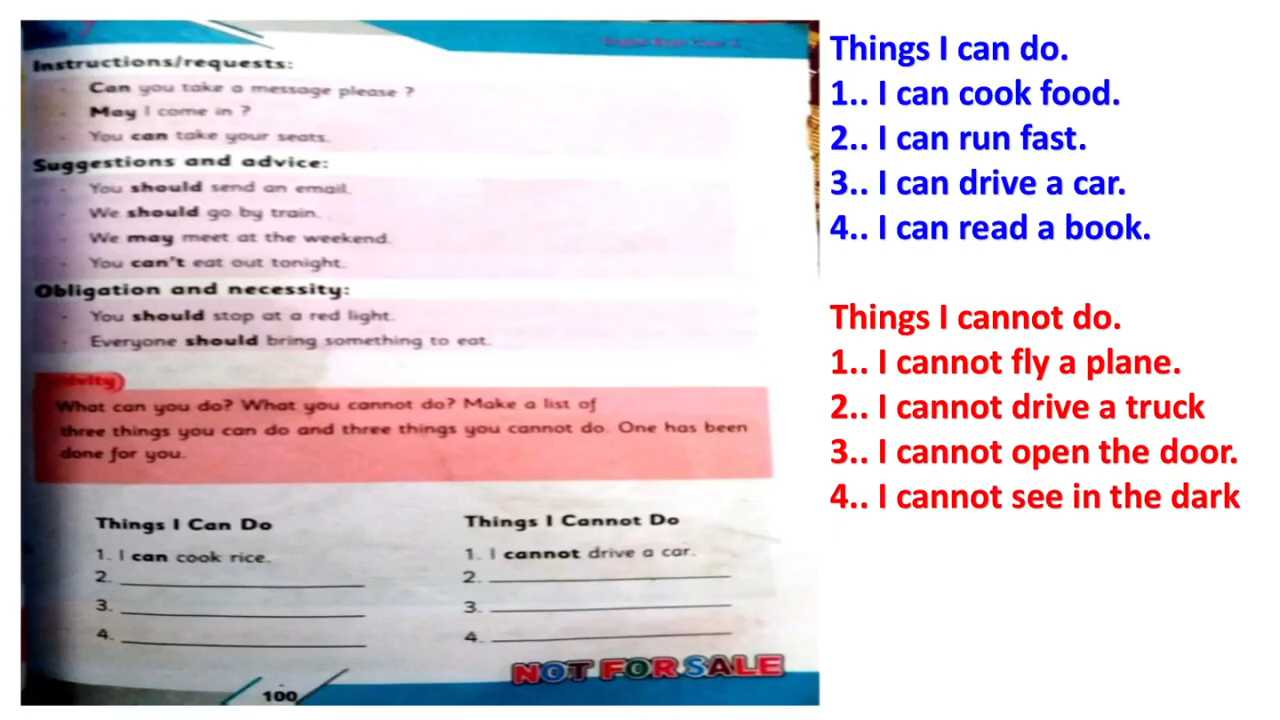 Instructions/requests:
- Can you take a message please ?
- May I come in ?
- You can take your seats.
Suggestions and advice:
- You should send an email.
- We should go by train.
- We may meet at the weekend.
- You can't eat out tonight.
Obligation and necessity:
- You should stop at a red light.
- Everyone should bring something to eat.
What can you do? What you cannot do? Make a list of
three things you can do and three things you cannot do. One has been
done for you.
Things I Can Do
1. I can cook rice.
2.
3.
4.
Things I Cannot Do
1. I cannot drive a car.
2.
3.
4.
NOT FOR SALE
100
Things I can do.
1.. I can cook food.
2.. I can run fast.
3.. I can drive a car.
4.. I can read a book.
Things I cannot do.
1.. I cannot fly a plane.
2.. I cannot drive a truck
3.. I cannot open the door.
4.. I cannot see in the dark